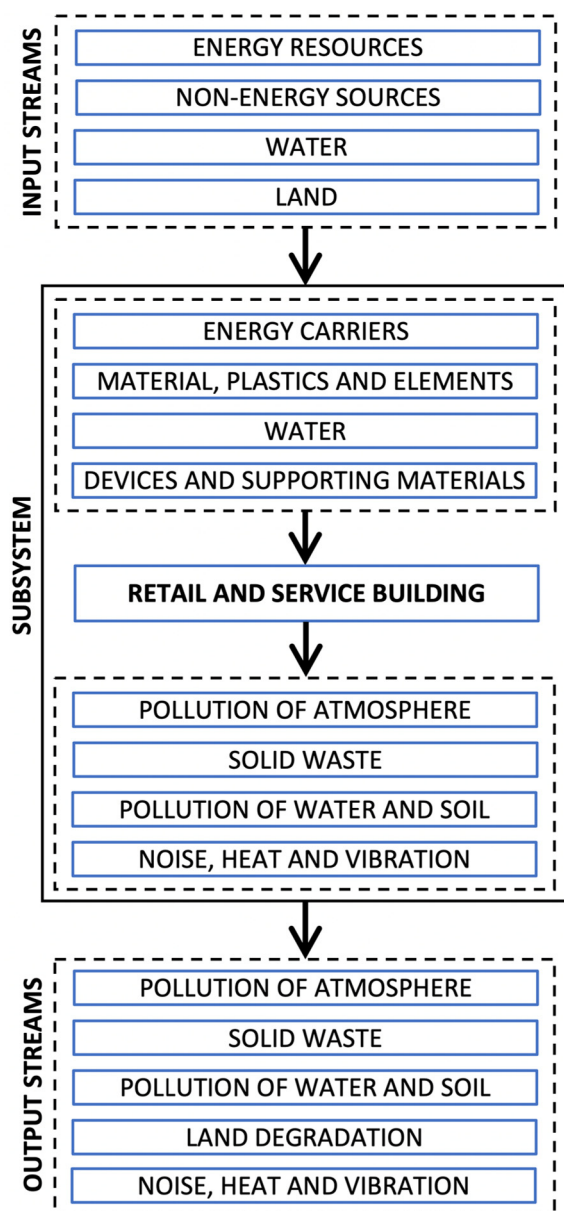 INPUT STREAMS
ENERGY RESOURCES
NON-ENERGY SOURCES
WATER
LAND
SUBSYSTEM
ENERGY CARRIERS
MATERIAL, PLASTICS AND ELEMENTS
WATER
DEVICES AND SUPPORTING MATERIALS
RETAIL AND SERVICE BUILDING
POLLUTION OF ATMOSPHERE
SOLID WASTE
POLLUTION OF WATER AND SOIL
NOISE, HEAT AND VIBRATION
OUTPUT STREAMS
POLLUTION OF ATMOSPHERE
SOLID WASTE
POLLUTION OF WATER AND SOIL
LAND DEGRADATION
NOISE, HEAT AND VIBRATION